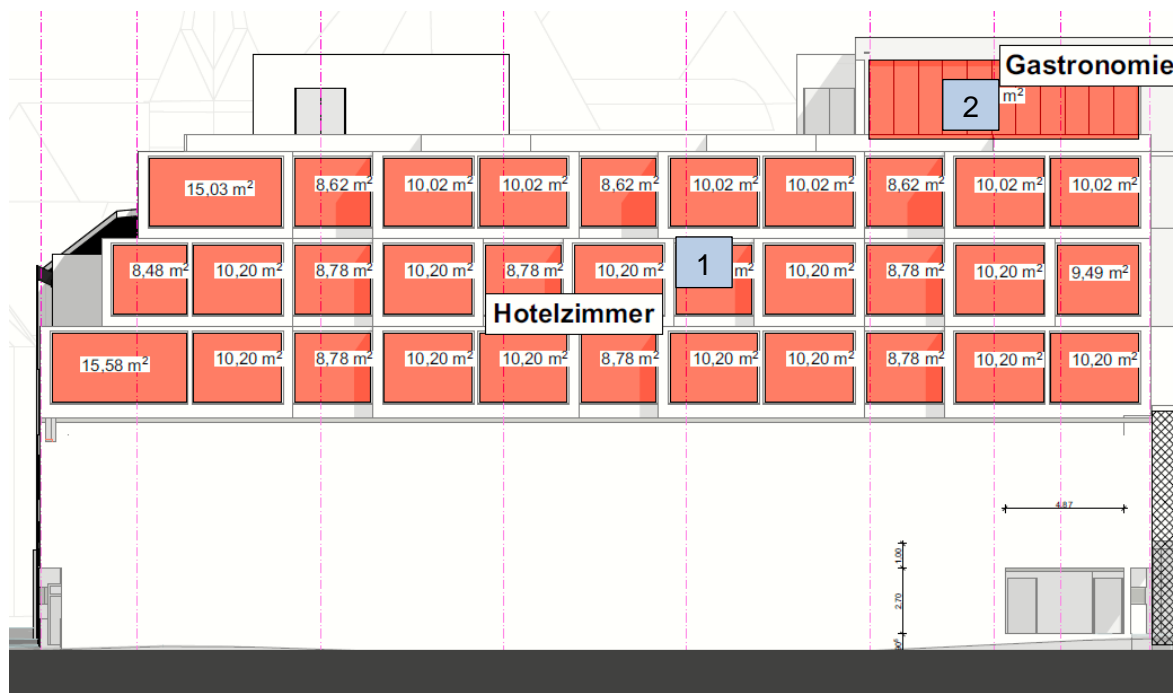 Gastronomie
2
m²
15,03 m² 8,62 m² 10,02 m² 10,02 m² 8,62 m² 10,02 m² 10,02 m² 8,62 m² 10,02 m² 10,02 m²
8,48 m² 10,20 m² 8,78 m² 10,20 m² 8,78 m² 10,20 m² 1 m² 10,20 m² 8,78 m² 10,20 m² 9,49 m²
Hotelzimmer
15,58 m² 10,20 m² 8,78 m² 10,20 m² 10,20 m² 8,78 m² 10,20 m² 10,20 m² 8,78 m² 10,20 m² 10,20 m²
4,87
1,00
2,70